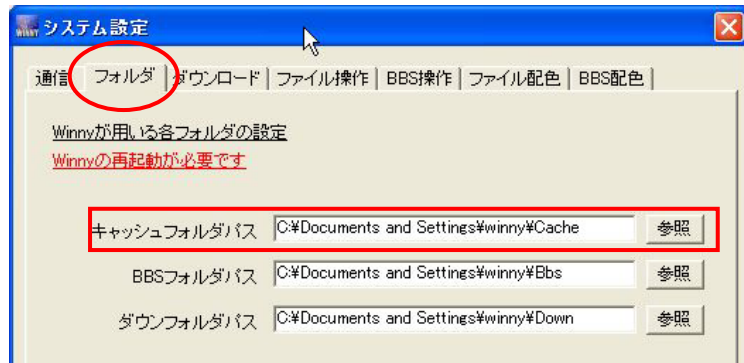 システム設定
通信 フォルダ ダウンロード ファイル操作 BBS操作 ファイル配色 BBS配色
Winnyが用いる各フォルダの設定
Winnyの再起動が必要です
キャッシュフォルダパス C:¥Documents and Settings¥winny¥Cache 参照
BBSフォルダパス C:¥Documents and Settings¥winny¥Bbs 参照
ダウンフォルダパス C:¥Documents and Settings¥winny¥Down 参照